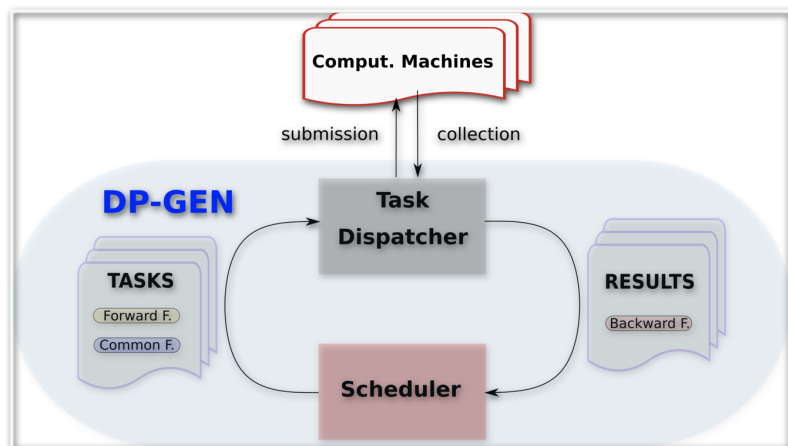 Comput. Machines
submission
collection
DP-GEN
Task
Dispatcher
TASKS
Forward F.
Common F.
RESULTS
Backward F.
Scheduler